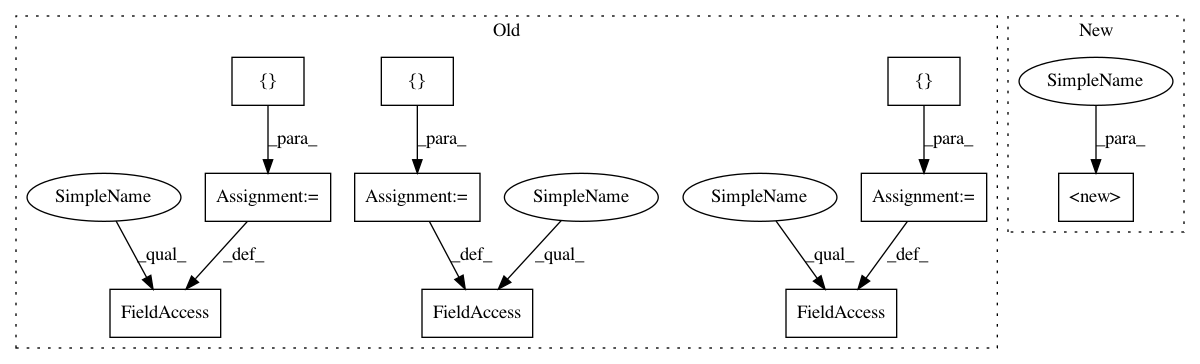 Old
New
{}
{}
{}
SimpleName
_para_
_para_
_para_
_para_
SimpleName
Assignment:=
Assignment:=
SimpleName
SimpleName
Assignment:=
<new>
_qual_
_def_
_def_
_qual_
_qual_
_def_
FieldAccess
FieldAccess
FieldAccess